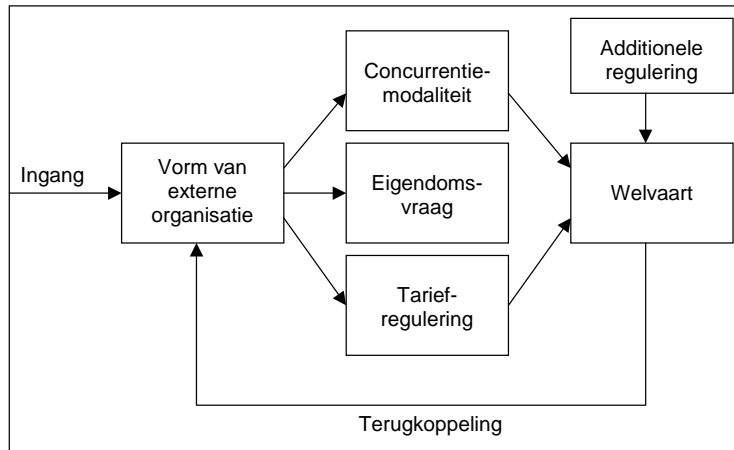 Ingang
Vorm van
externe
organisatie
Concurrentie-
modaliteit
Eigendoms-
vraag
Tarief-
regulering
Additionele
regulering
Welvaart
Terugkoppeling